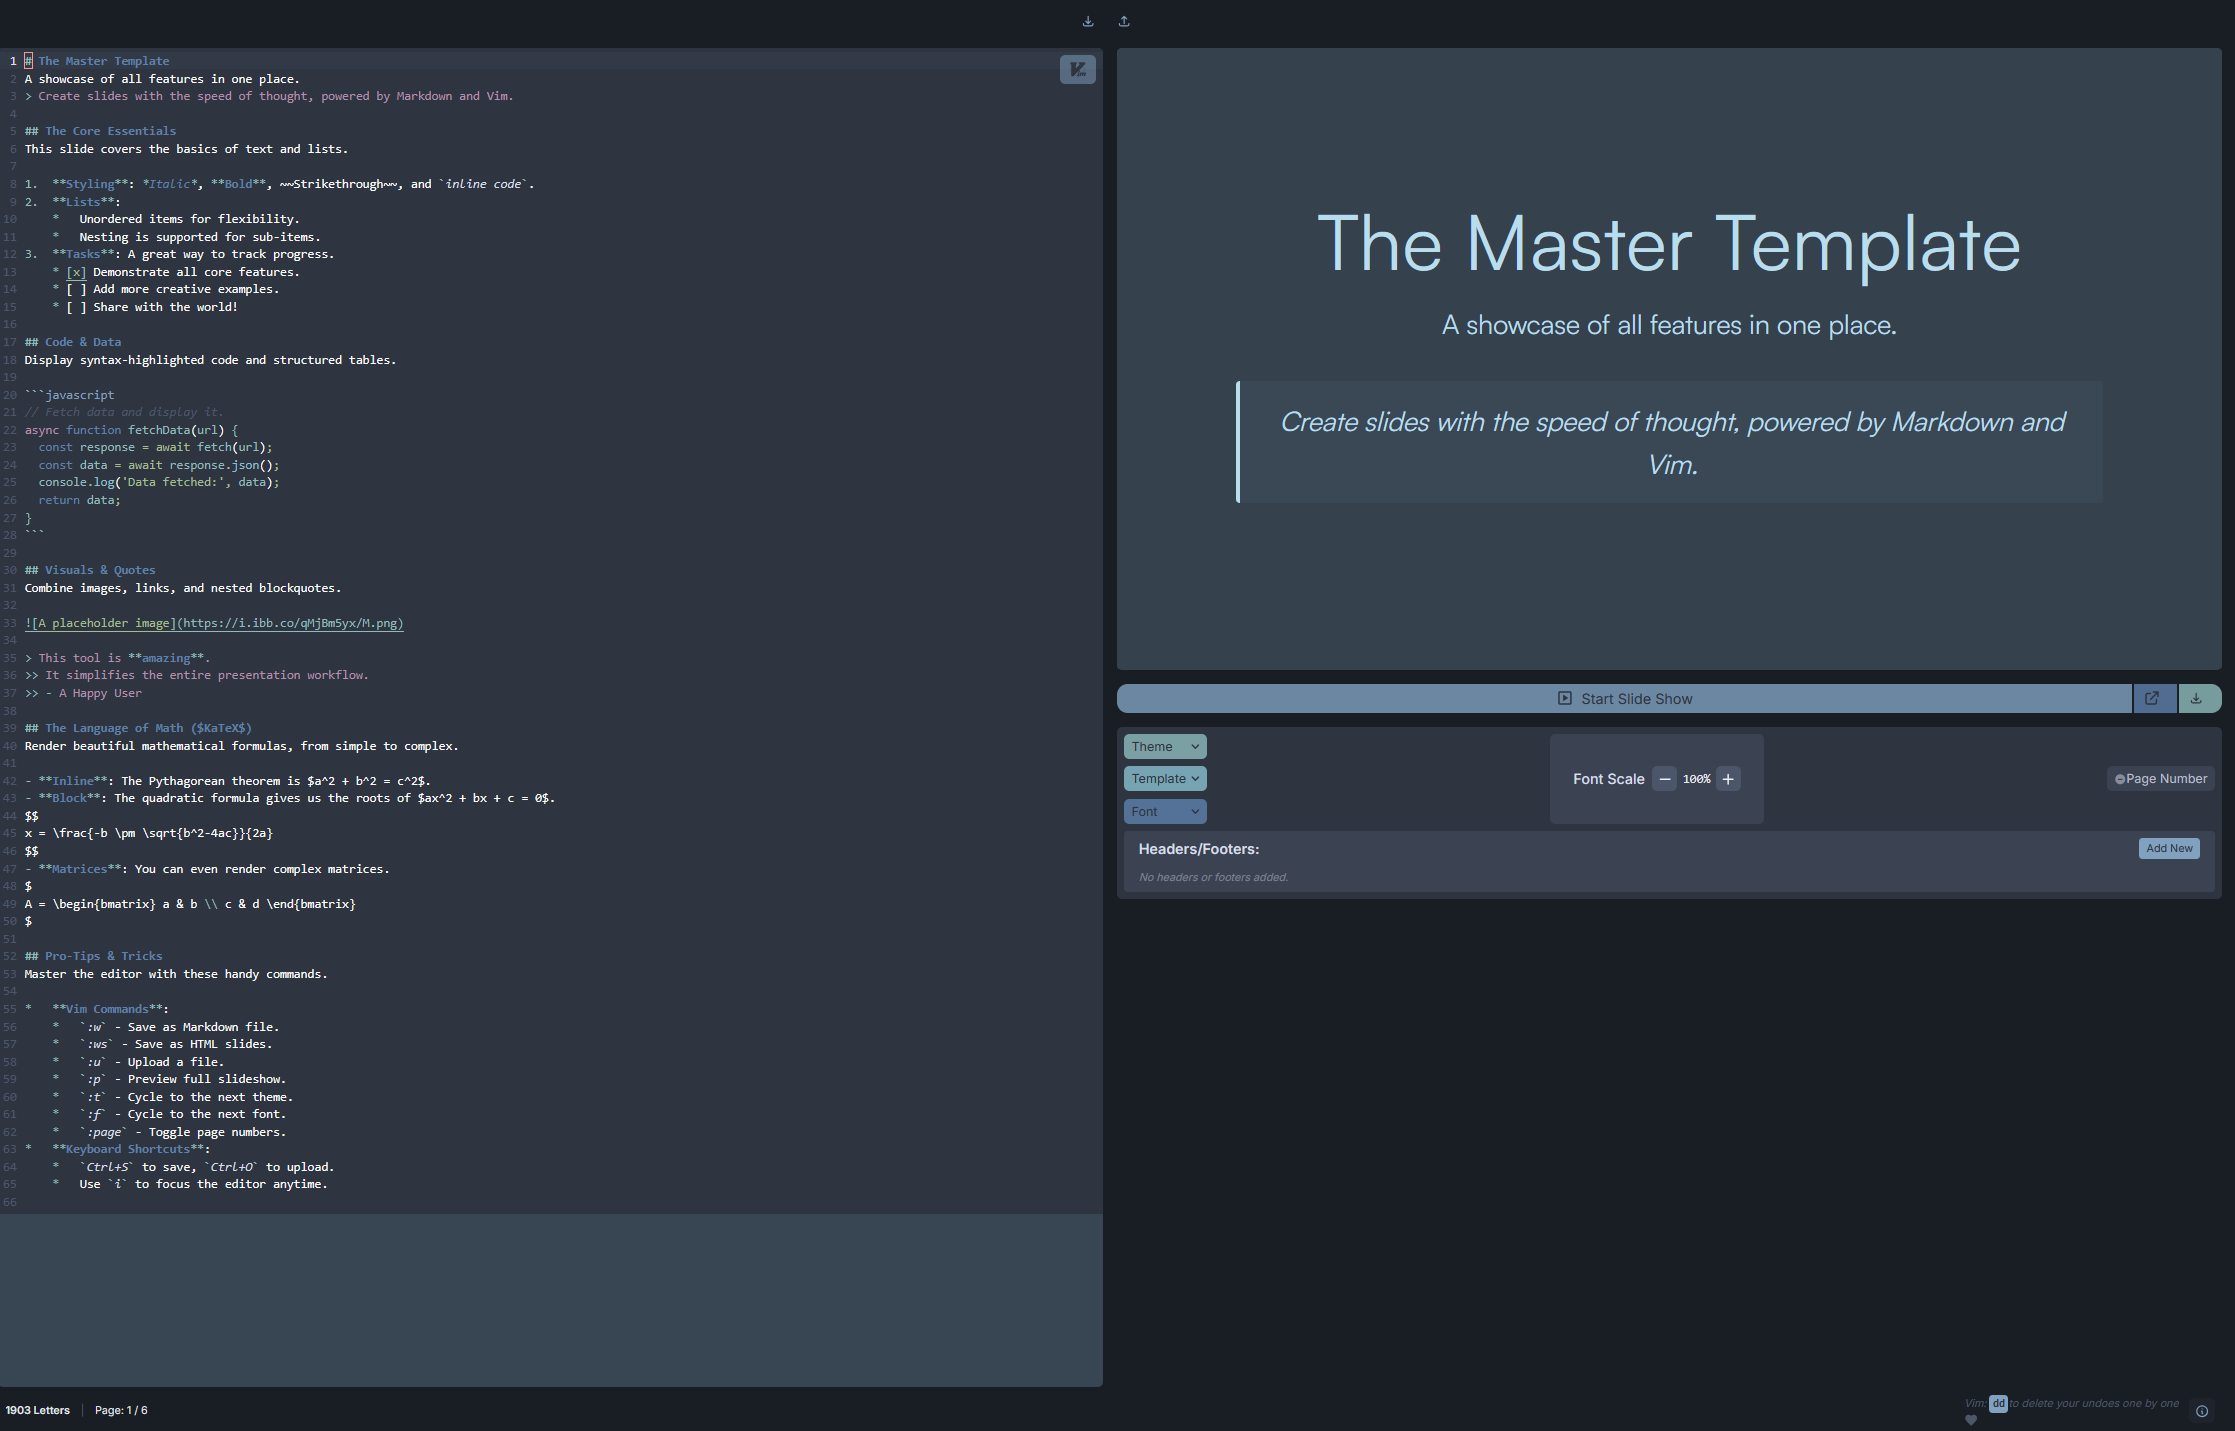 1 # The Master Template
2 A showcase of all features in one place.
3 > Create slides with the speed of thought, powered by Markdown and Vim.
4
5 ## The Core Essentials
6 This slide covers the basics of text and lists.
7
8 1.  **Styling**: *Italic*, **Bold**, ~~Strikethrough~~, and `inline code`.
9 2.  **Lists**:
10     *   Unordered items for flexibility.
11     *   Nesting is supported for sub-items.
12 3.  **Tasks**: A great way to track progress.
13     * [x] Demonstrate all core features.
14     * [ ] Add more creative examples.
15     * [ ] Share with the world!
16
17 ## Code & Data
18 Display syntax-highlighted code and structured tables.
19
20 ```javascript
21 // Fetch data and display it.
22 async function fetchData(url) {
23   const response = await fetch(url);
24   const data = await response.json();
25   console.log('Data fetched:', data);
26   return data;
27 }
28 ```
29
30 ## Visuals & Quotes
31 Combine images, links, and nested blockquotes.
32
33 ![A placeholder image](https://i.ibb.co/qMjBm5yx/M.png)
34
35 > This tool is **amazing**.
36 >> It simplifies the entire presentation workflow.
37 >> - A Happy User
38
39 ## The Language of Math ($KaTeX$)
40 Render beautiful mathematical formulas, from simple to complex.
41
42 - **Inline**: The Pythagorean theorem is $a^2 + b^2 = c^2$.
43 - **Block**: The quadratic formula gives us the roots of $ax^2 + bx + c = 0$.
44 $$
45 x = \frac{-b \pm \sqrt{b^2-4ac}}{2a}
46 $$
47 - **Matrices**: You can even render complex matrices.
48 $
49 A = \begin{bmatrix} a & b \\ c & d \end{bmatrix}
50 $
51
52 ## Pro-Tips & Tricks
53 Master the editor with these handy commands.
54
55 *   **Vim Commands**:
56     *   `:w` - Save as Markdown file.
57     *   `:ws` - Save as HTML slides.
58     *   `:u` - Upload a file.
59     *   `:p` - Preview full slideshow.
60     *   `:t` - Cycle to the next theme.
61     *   `:f` - Cycle to the next font.
62     *   `:page` - Toggle page numbers.
63 *   **Keyboard Shortcuts**:
64     *   `Ctrl+S` to save, `Ctrl+O` to upload.
65     *   Use `i` to focus the editor anytime.
66
Vim
The Master Template
A showcase of all features in one place.
Create slides with the speed of thought, powered by Markdown and
Vim.
Start Slide Show
Theme
Template
Font
Font Scale − 100% +
Page Number
Headers/Footers:
Add New
No headers or footers added.
1903 Letters | Page: 1 / 6
Vim: dd to delete your undoes one by one